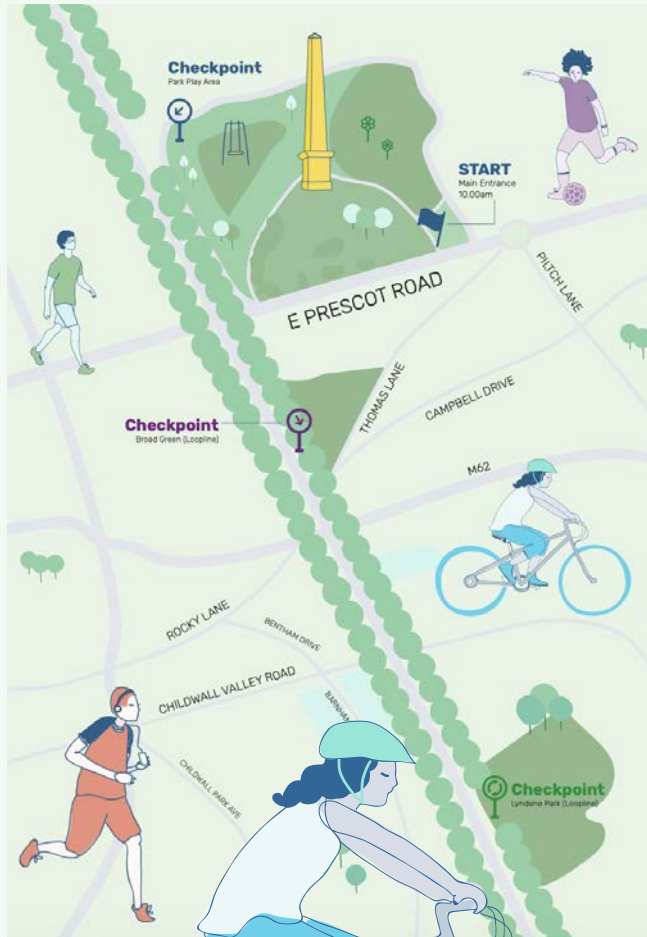 Checkpoint
Park Play Area
START
Main Entrance
10.00am
PILTCH LANE
E PRESCOT ROAD
THOMAS LANE
CAMPBELL DRIVE
Checkpoint
Broad Green (Loopline)
M62
ROCKY LANE
BENTHAM DRIVE
CHILDWALL VALLEY ROAD
BARNHAM
CHILDWALL PARK AVE
Checkpoint
Lyndene Park (Loopline)